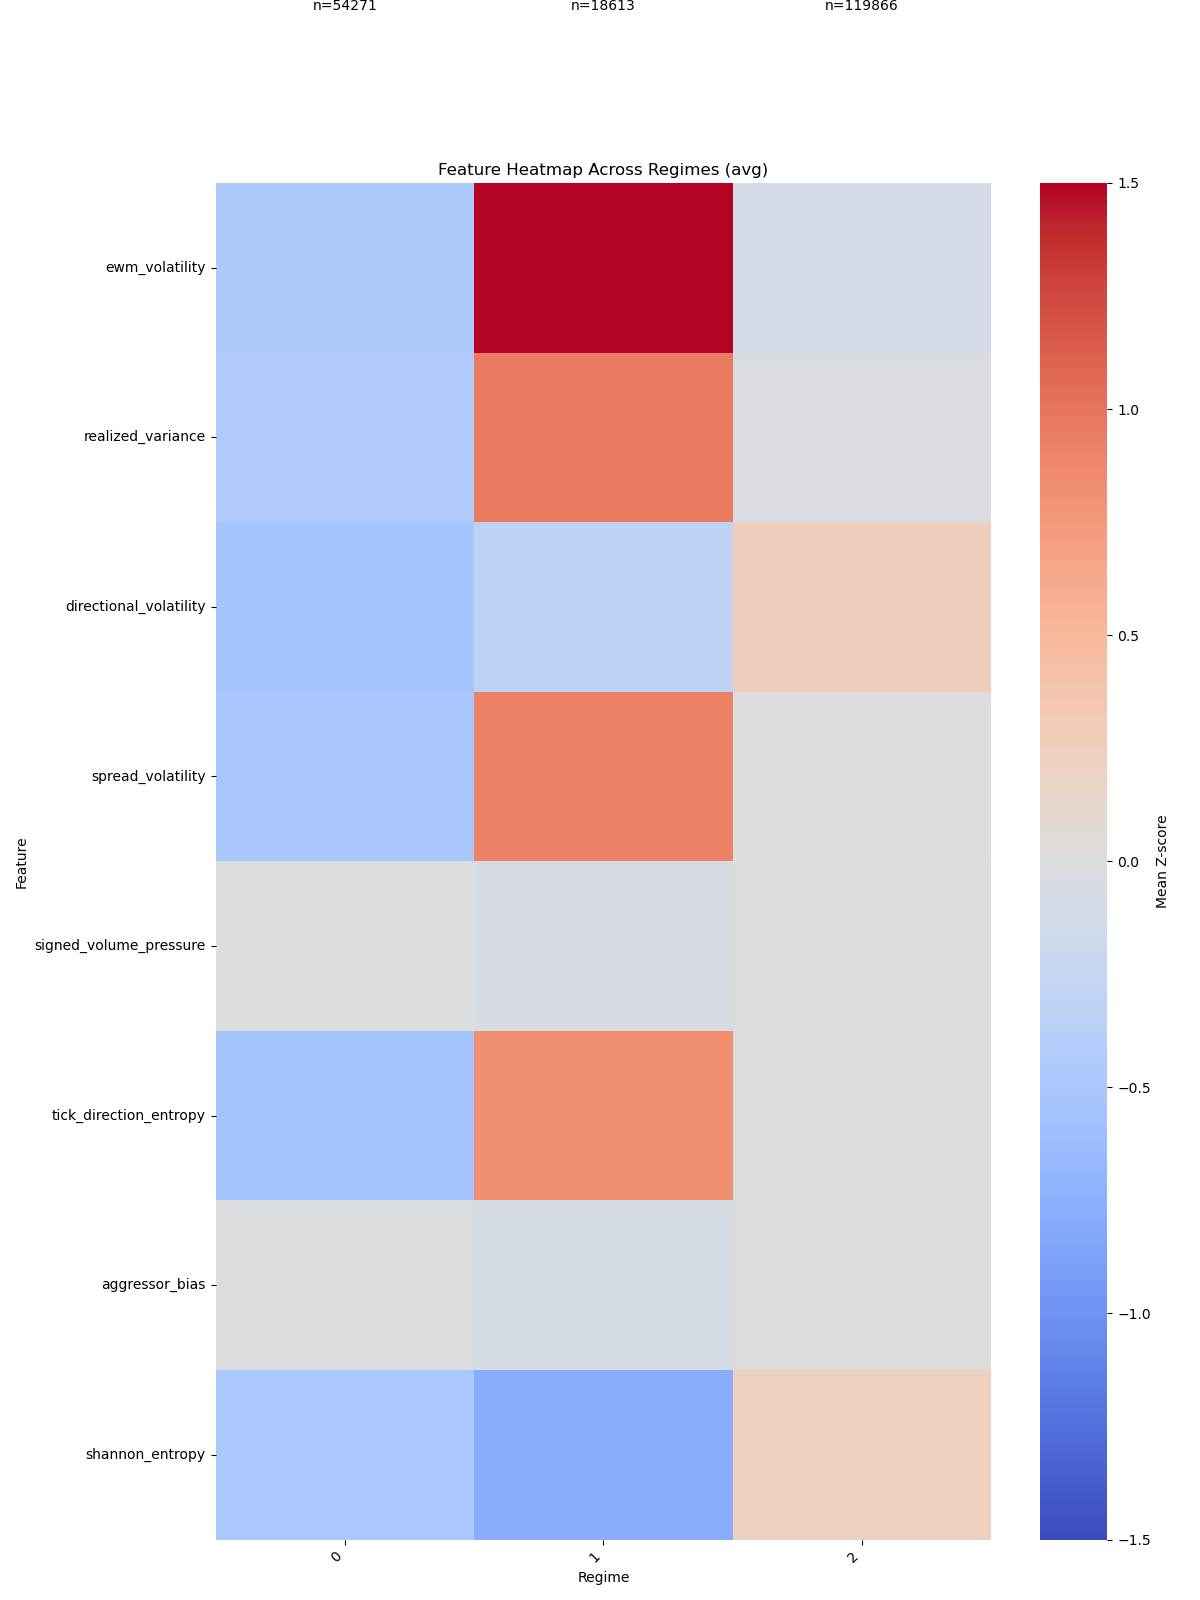 n=54271 n=18613 n=119866
Feature Heatmap Across Regimes (avg)
ewm_volatility
realized_variance
directional_volatility
spread_volatility
signed_volume_pressure
tick_direction_entropy
aggressor_bias
shannon_entropy
Feature
0 1 2
Regime
1.5
1.0
0.5
0.0
−0.5
−1.0
−1.5
Mean Z-score